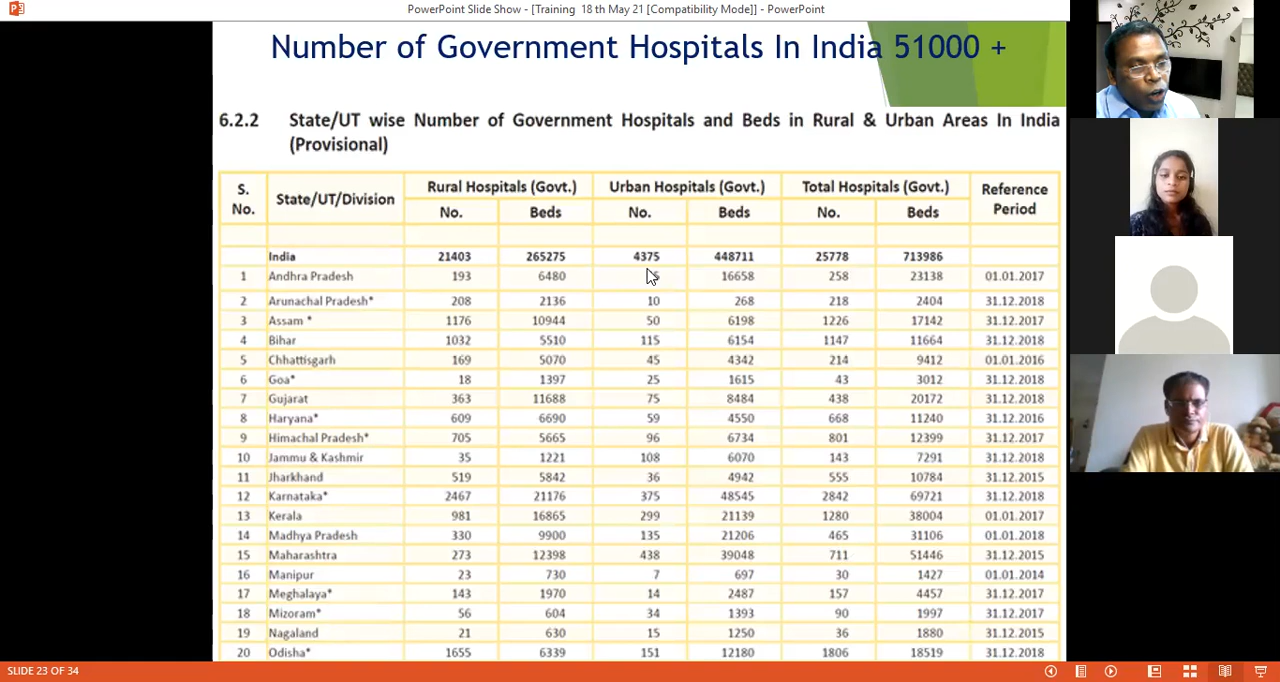 PowerPoint Slide Show - [Training 18 th May 21 [Compatibility Mode]] - PowerPoint
Number of Government Hospitals In India 51000 +
6.2.2 State/UT wise Number of Government Hospitals and Beds in Rural & Urban Areas In India
(Provisional)
S. No. State/UT/Division Rural Hospitals (Govt.) Urban Hospitals (Govt.) Total Hospitals (Govt.) Reference Period
No. Beds No. Beds No. Beds
India 21403 265275 4375 448711 25778 713986
1 Andhra Pradesh 193 6480 16658 258 23138 01.01.2017
2 Arunachal Pradesh* 208 2136 10 268 218 2404 31.12.2018
3 Assam * 1176 10944 50 6198 1226 17142 31.12.2017
4 Bihar 1032 5510 115 6154 1147 11664 31.12.2018
5 Chhattisgarh 169 5070 45 4342 214 9412 01.01.2016
6 Goa* 18 1397 25 1615 43 3012 31.12.2018
7 Gujarat 363 11688 75 8484 438 20172 31.12.2018
8 Haryana* 609 6690 59 4550 668 11240 31.12.2016
9 Himachal Pradesh* 705 5665 96 6734 801 12399 31.12.2017
10 Jammu & Kashmir 35 1221 108 6070 143 7291 31.12.2018
11 Jharkhand 519 5842 36 4942 555 10784 31.12.2015
12 Karnataka* 2467 21176 375 48545 2842 69721 31.12.2018
13 Kerala 981 16865 299 21139 1280 38004 01.01.2017
14 Madhya Pradesh 330 9900 135 21206 465 31106 01.01.2018
15 Maharashtra 273 12398 438 39048 711 51446 31.12.2015
16 Manipur 23 730 7 697 30 1427 01.01.2014
17 Meghalaya* 143 1970 14 2487 157 4457 31.12.2017
18 Mizoram* 56 604 34 1393 90 1997 31.12.2017
19 Nagaland 21 630 15 1250 36 1880 31.12.2015
20 Odisha* 1655 6339 151 12180 1806 18519 31.12.2018
SLIDE 23 OF 34